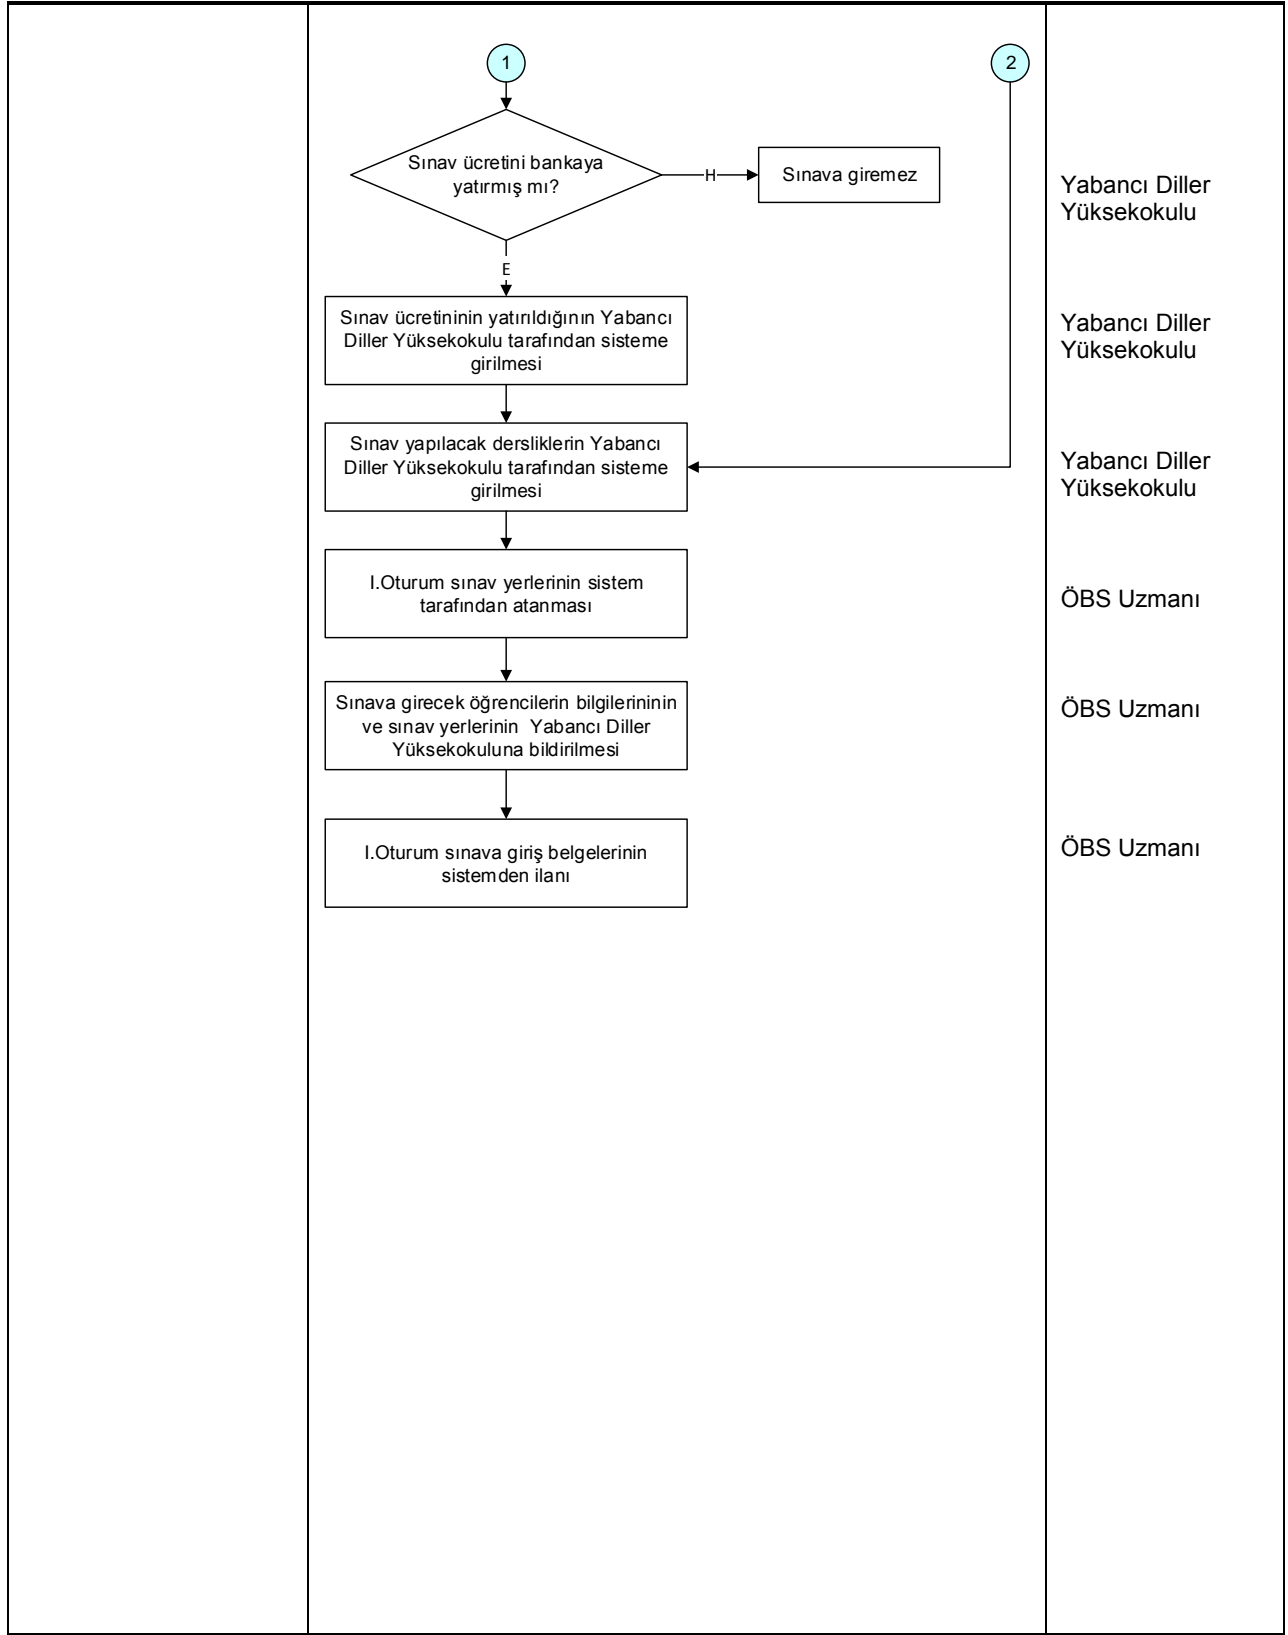 1
2
Sınav ücretini bankaya
yatırmış mı?
H
Sınava giremez
Yabancı Diller
Yüksekokulu
E
Sınav ücretininin yatırıldığının Yabancı
Diller Yüksekokulu tarafından sisteme
girilmesi
Yabancı Diller
Yüksekokulu
Sınav yapılacak dersliklerin Yabancı
Diller Yüksekokulu tarafından sisteme
girilmesi
Yabancı Diller
Yüksekokulu
I.Oturum sınav yerlerinin sistem
tarafından atanması
ÖBS Uzmanı
Sınava girecek öğrencilerin bilgilerininin
ve sınav yerlerinin Yabancı Diller
Yüksekokuluna bildirilmesi
ÖBS Uzmanı
I.Oturum sınava giriş belgelerinin
sistemden ilanı
ÖBS Uzmanı